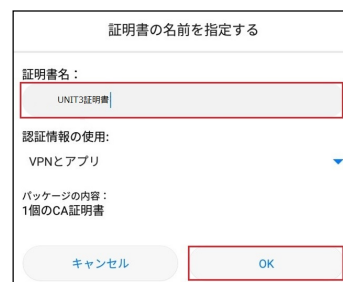 証明書の名前を指定する
証明書名：
UNIT3証明書
認証情報の使用:
VPNとアプリ
パッケージの内容：
1個のCA証明書
キャンセル OK